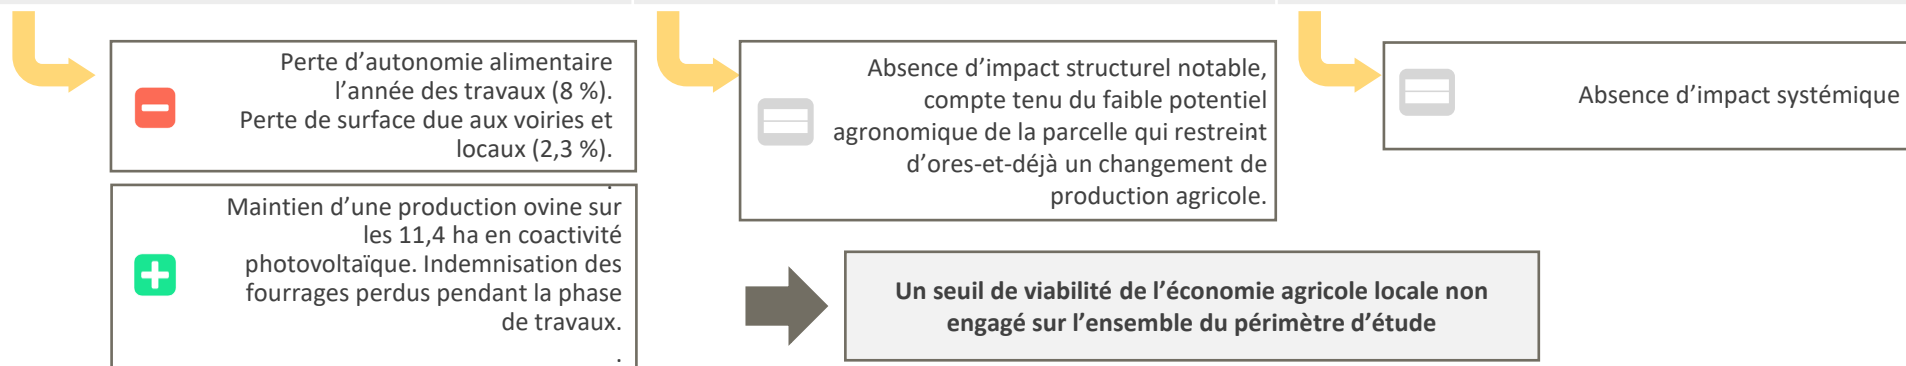 Perte d’autonomie alimentaire
l’année des travaux (8 %).
Perte de surface due aux voiries et
locaux (2,3 %).
.
Maintien d’une production ovine sur
les 11,4 ha en coactivité
photovoltaïque. Indemnisation des
fourrages perdus pendant la phase
de travaux.
.
Absence d’impact structurel notable,
compte tenu du faible potentiel
agronomique de la parcelle qui restreint
d’ores-et-déjà un changement de
production agricole.
Absence d’impact systémique
Un seuil de viabilité de l’économie agricole locale non
engagé sur l’ensemble du périmètre d’étude